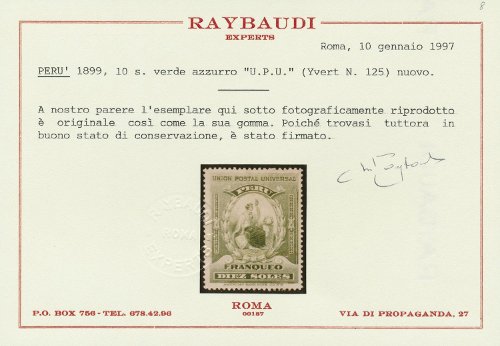 8
RAYBAUDI
EXPERTS
Roma, 10 gennaio 1997
PERU' 1899, 10 s. verde azzurro "U.P.U." (Yvert N. 125) nuovo.
A nostro parere l'esemplare qui sotto fotograficamente riprodotto
è originale così come la sua gomma. Poiché trovasi tuttora in
buono stato di conservazione, è stato firmato.
UNION POSTAL UNIVERSAL
PERU
FRANQUEO
DIEZ SOLES
ROMA
00187
P.O. BOX 756 - TEL. 678.42.96
VIA DI PROPAGANDA, 27